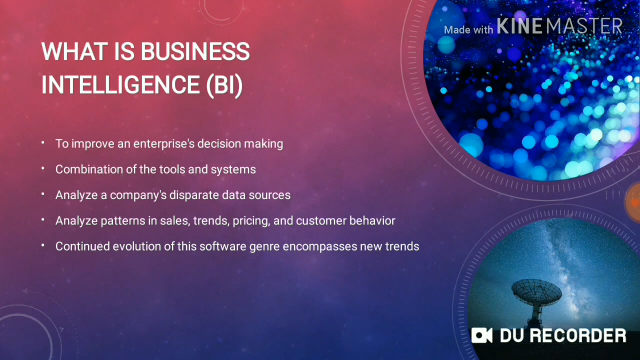 Made with KINEMASTER
WHAT IS BUSINESS
INTELLIGENCE (BI)
• To improve an enterprise's decision making
• Combination of the tools and systems
• Analyze a company's disparate data sources
• Analyze patterns in sales, trends, pricing, and customer behavior
• Continued evolution of this software genre encompasses new trends
DU RECORDER